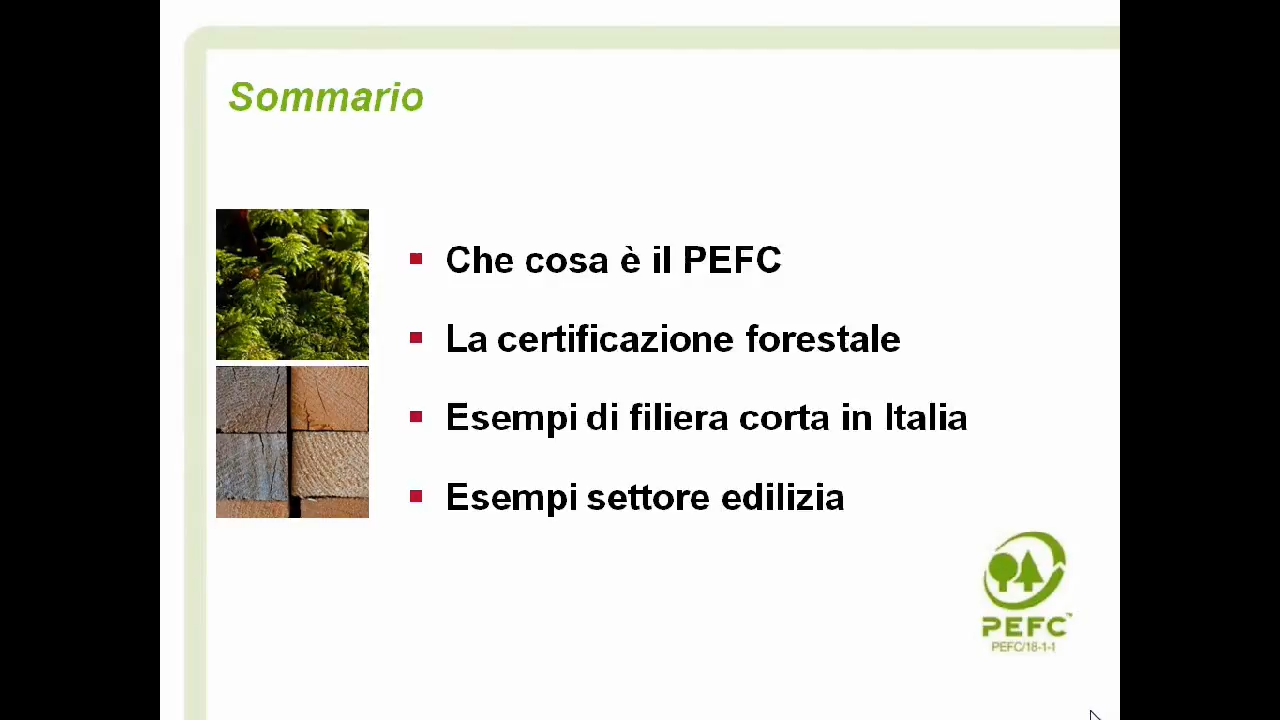 Sommario
Che cosa è il PEFC
La certificazione forestale
Esempi di filiera corta in Italia
Esempi settore edilizia
PEFC™
PEFC/18-1-1